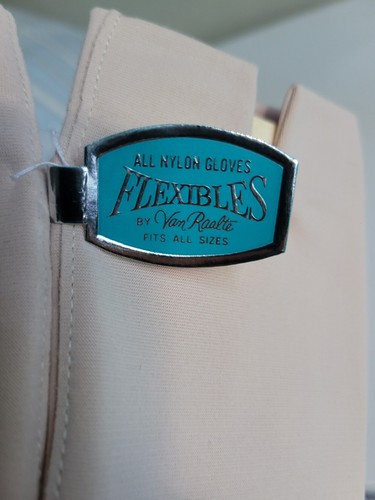 ALL NYLON GLOVES
FLEXIBLES
BY Van Raalte
FITS ALL SIZES